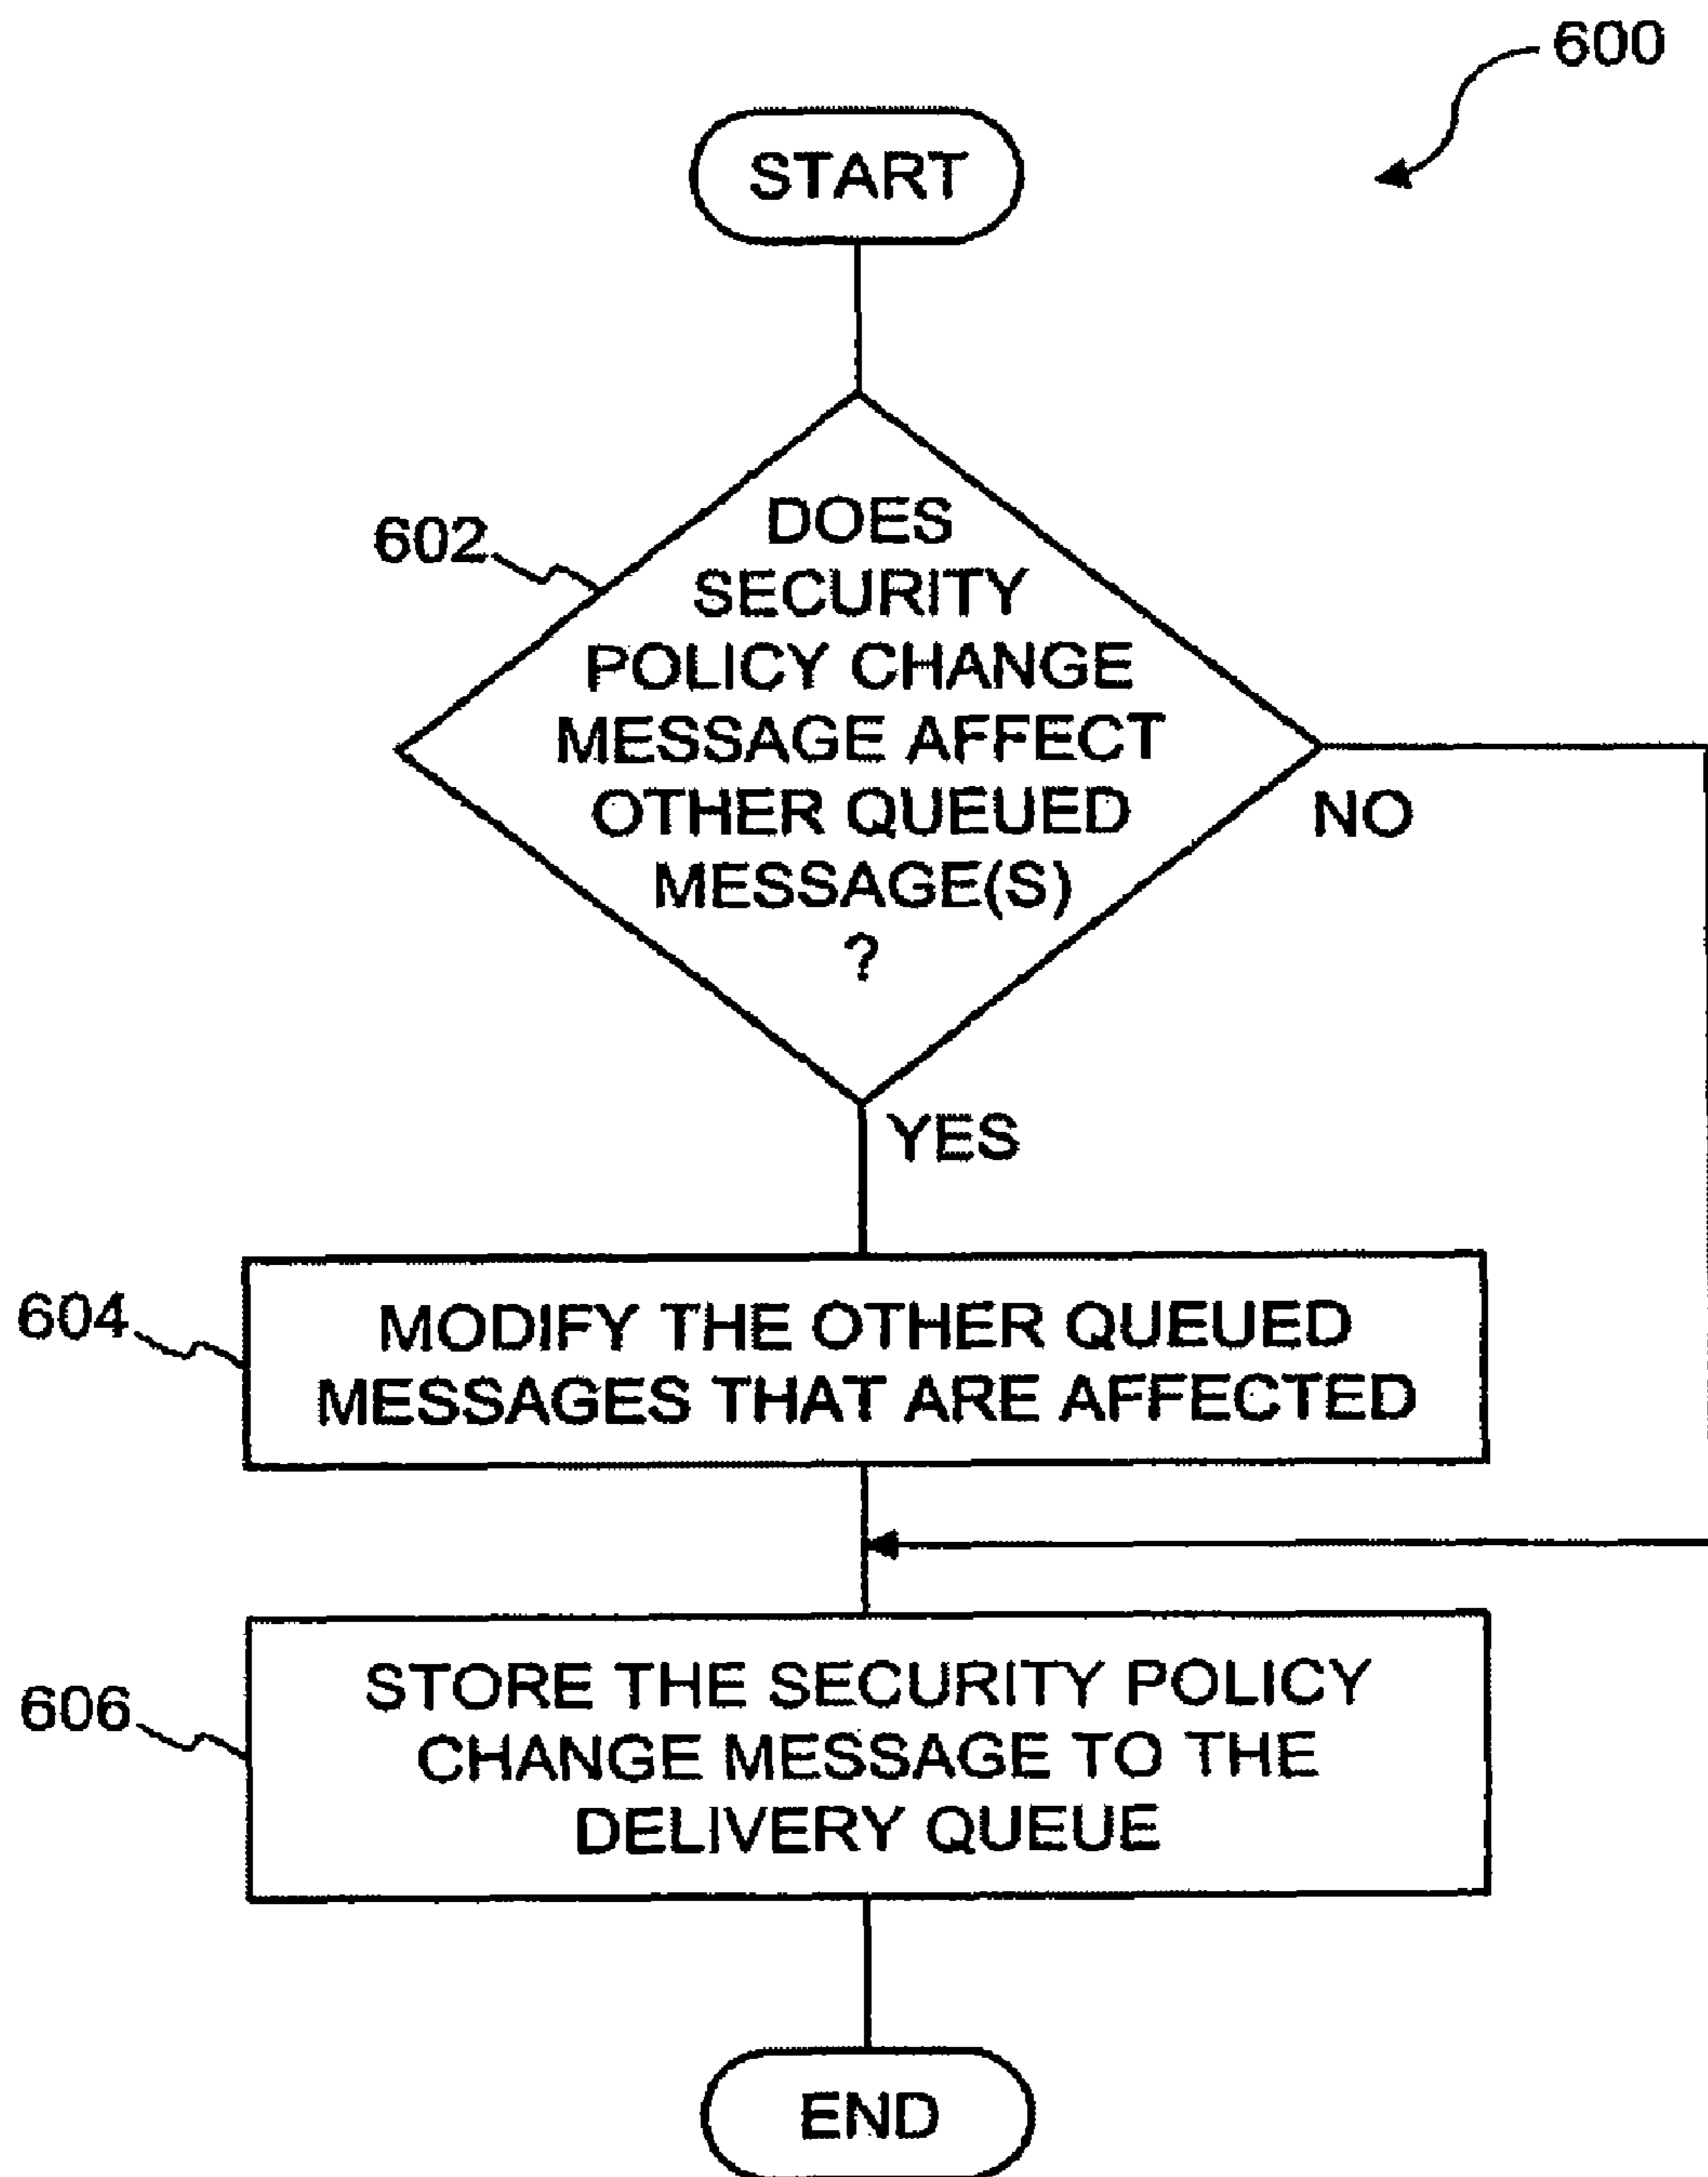 600
START
602
DOES
SECURITY
POLICY CHANGE
MESSAGE AFFECT
OTHER QUEUED
MESSAGE(S)
?
NO
YES
604
MODIFY THE OTHER QUEUED
MESSAGES THAT ARE AFFECTED
606
STORE THE SECURITY POLICY
CHANGE MESSAGE TO THE
DELIVERY QUEUE
END